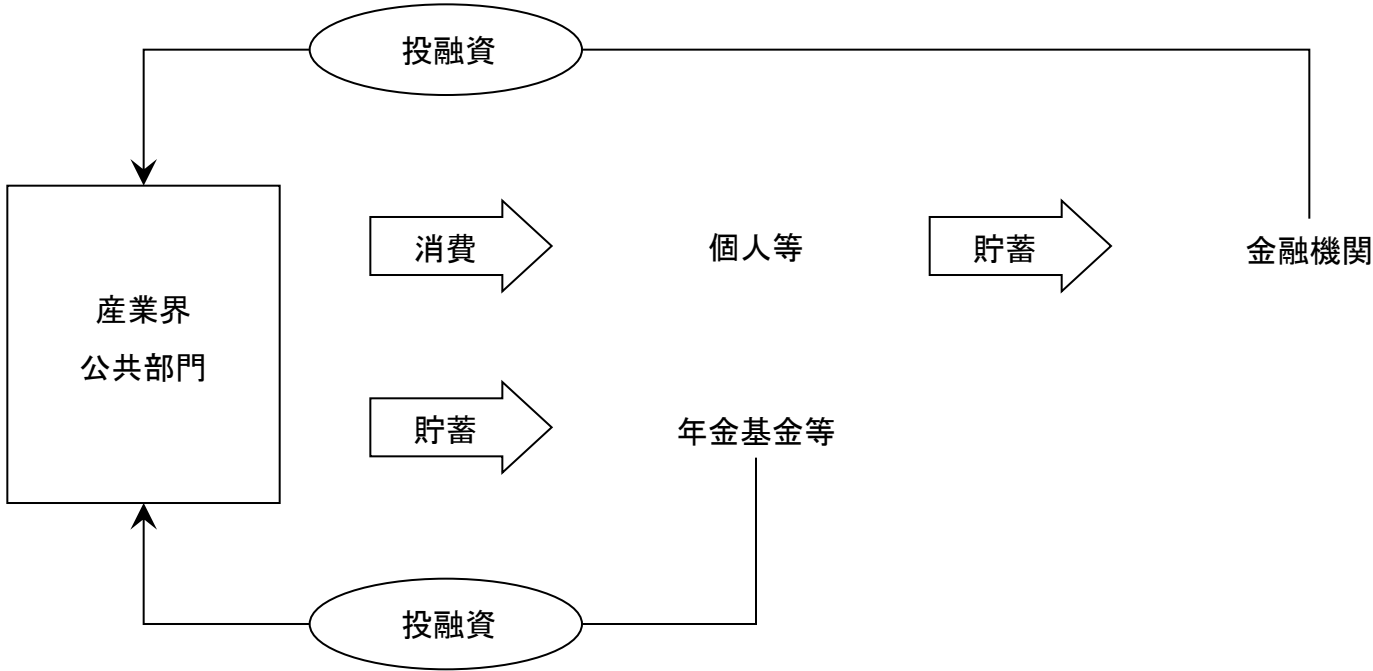 投融資
消費
個人等
貯蓄
金融機関
産業界
公共部門
貯蓄
年金基金等
投融資